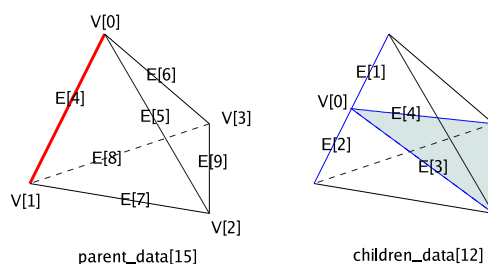 V[0]
E[6]
E[4]
E[5]
V[3]
E[8]
E[9]
V[1]
E[7]
V[2]
parent_data[15]
E[1]
V[0]
E[4]
E[2]
E[3]
children_data[12]